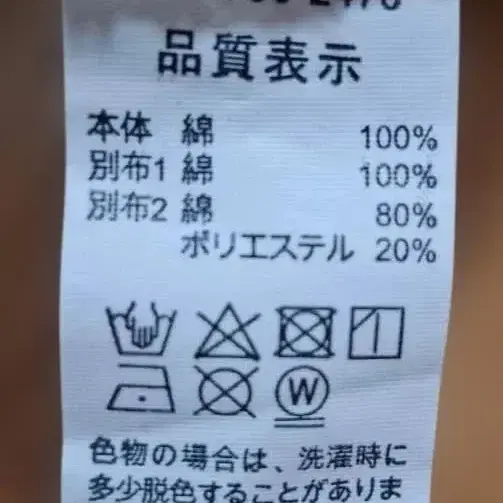 品質表示
本体 綿 100%
別布1 綿 100%
別布2 綿 80%
ポリエステル 20%
W
色物の場合は、洗濯時に
多少脱色することがありま